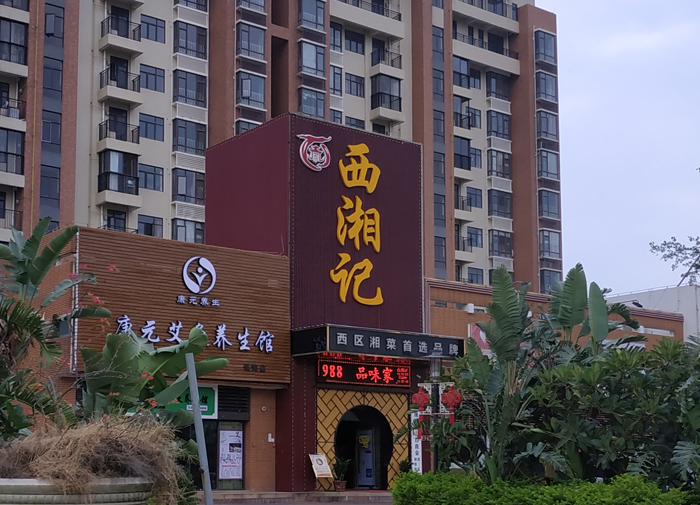 西湘记
康元养生
康元艾灸养生馆
西区湘菜首选品牌
988 品味家